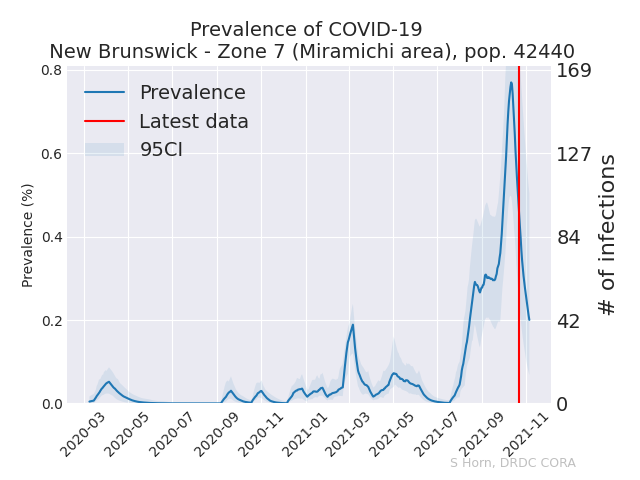 Prevalence of COVID-19
New Brunswick - Zone 7 (Miramichi area), pop. 42440
Prevalence
Latest data
95CI
Prevalence (%)
0.8
0.6
0.4
0.2
0.0
169
127
84
42
0
# of infections
2020-03
2020-05
2020-07
2020-09
2020-11
2021-01
2021-03
2021-05
2021-07
2021-09
2021-11
S Horn, DRDC CORA